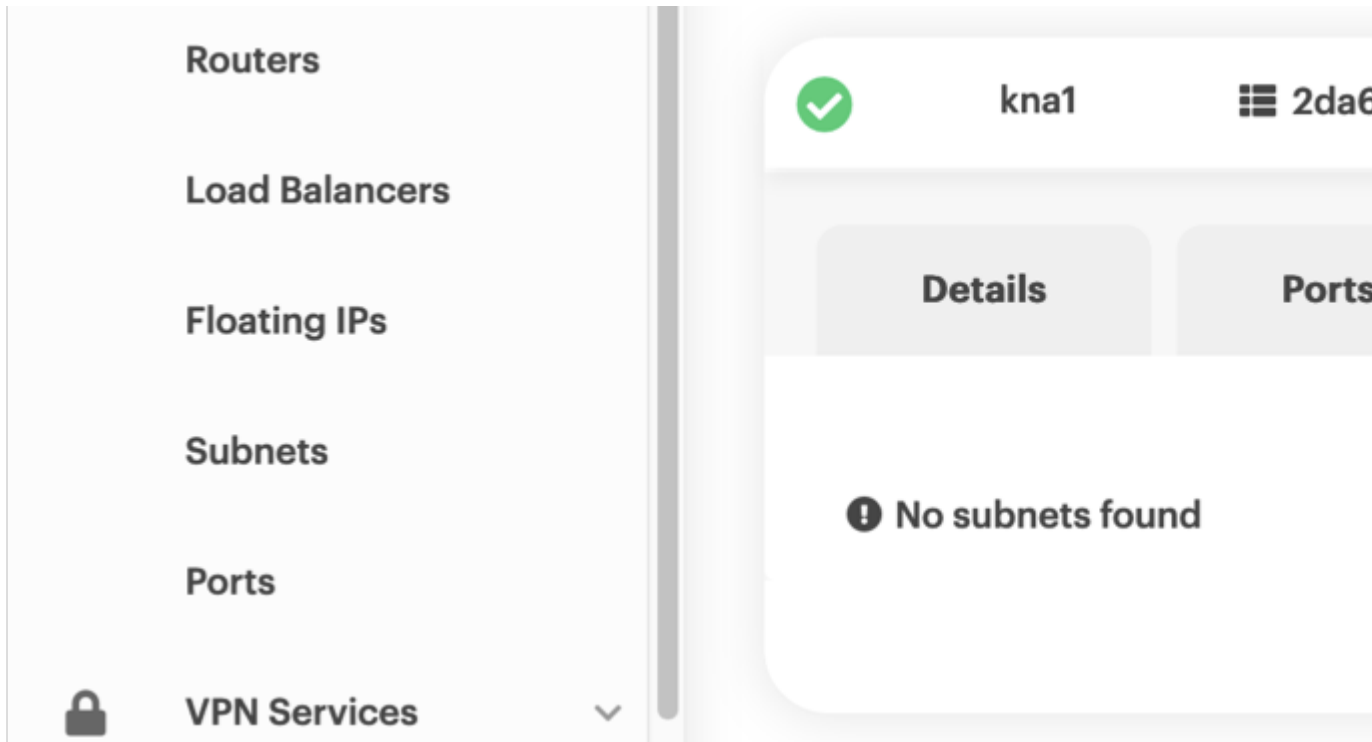 Routers
Load Balancers
Floating IPs
Subnets
Ports
VPN Services
kna1
2da6
Details
Ports
No subnets found